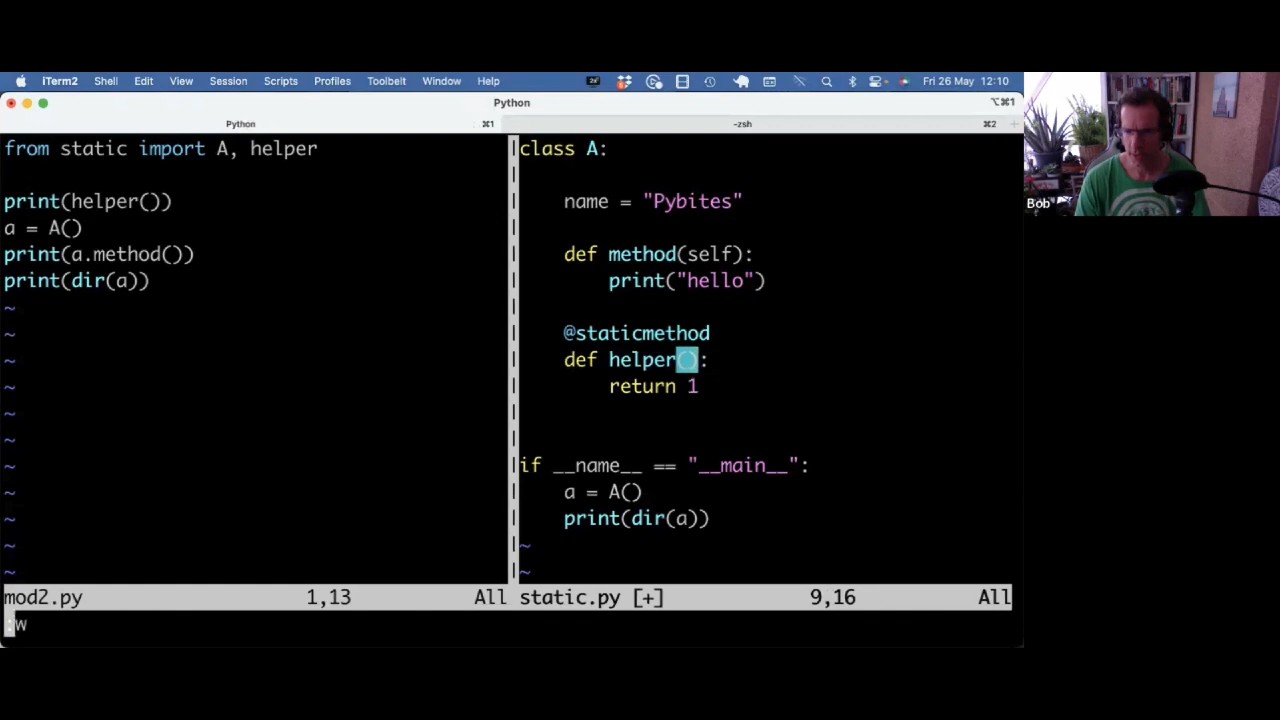 iTerm2 Shell Edit View Session Scripts Profiles Toolbelt Window Help Fri 26 May 12:10
Python ⌥⌘1
Python ⌘1 -zsh ⌘2 +
from static import A, helper
print(helper())
a = A()
print(a.method())
print(dir(a))
~
~
~
~
~
~
~
~
~
~
~
mod2.py 1,13 All
:w
class A:
name = "Pybites"
def method(self):
print("hello")
@staticmethod
def helper():
return 1
if __name__ == "__main__":
a = A()
print(dir(a))
~
~
static.py [+] 9,16 All
Bob